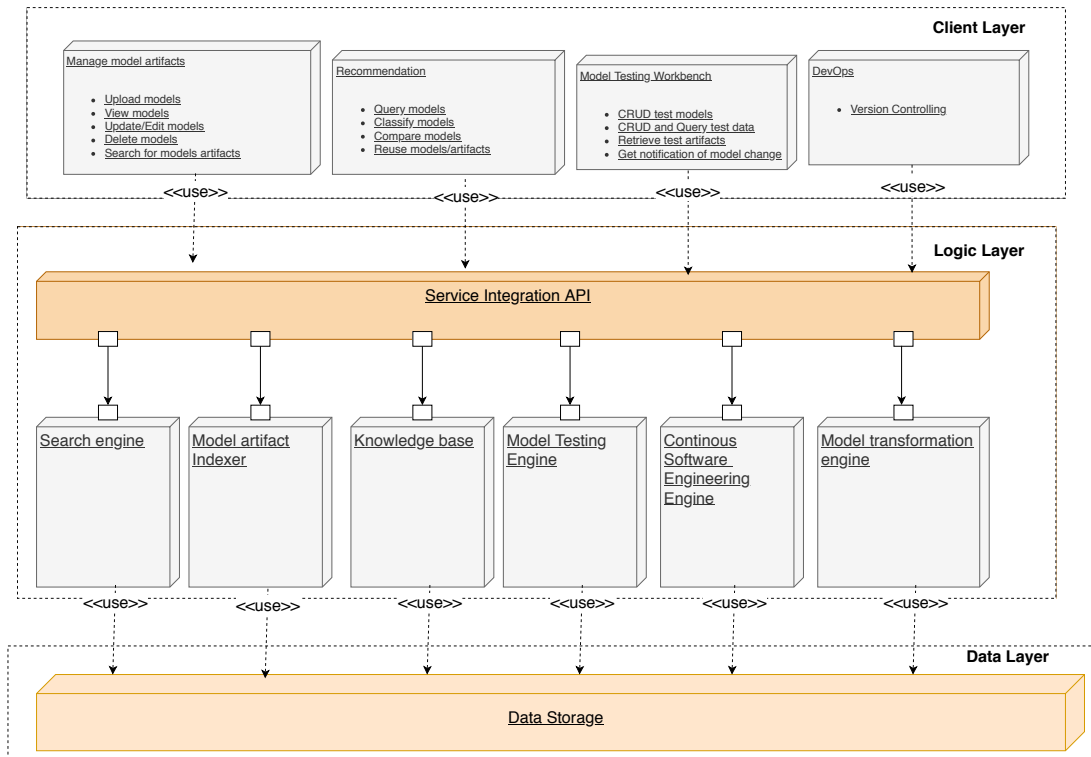 Client Layer
Manage model artifacts
Upload models
View models
Update/Edit models
Delete models
Search for models artifacts
Recommendation
Query models
Classify models
Compare models
Reuse models/artifacts
Model Testing Workbench
CRUD test models
CRUD and Query test data
Retrieve test artifacts
Get notification of model change
DevOps
Version Controlling
<<use>>
<<use>>
<<use>>
<<use>>
Logic Layer
Service Integration API
Search engine
Model artifact
Indexer
Knowledge base
Model Testing
Engine
Continous
Software
Engineering
Engine
Model transformation
engine
<<use>>
<<use>>
<<use>>
<<use>>
<<use>>
<<use>>
Data Layer
Data Storage